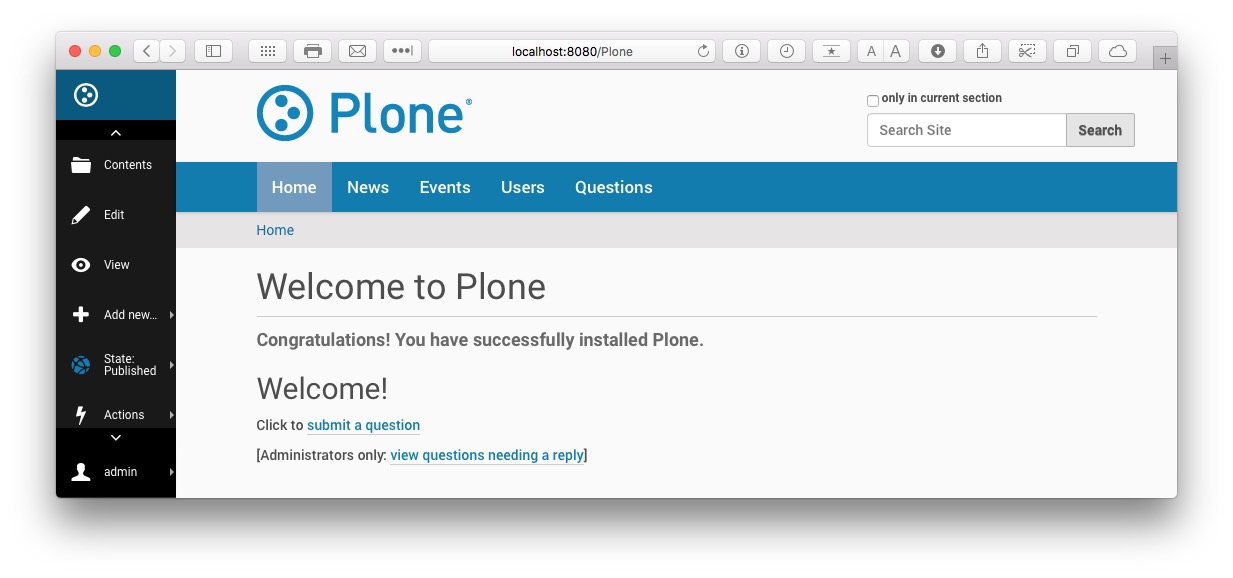 localhost:8080/Plone
A A
Plone®
only in current section
Search Site
Search
Home News Events Users Questions
Home
Contents
Edit
View
Add new...
State:
Published
Actions
admin
Welcome to Plone
Congratulations! You have successfully installed Plone.
Welcome!
Click to submit a question
[Administrators only: view questions needing a reply]